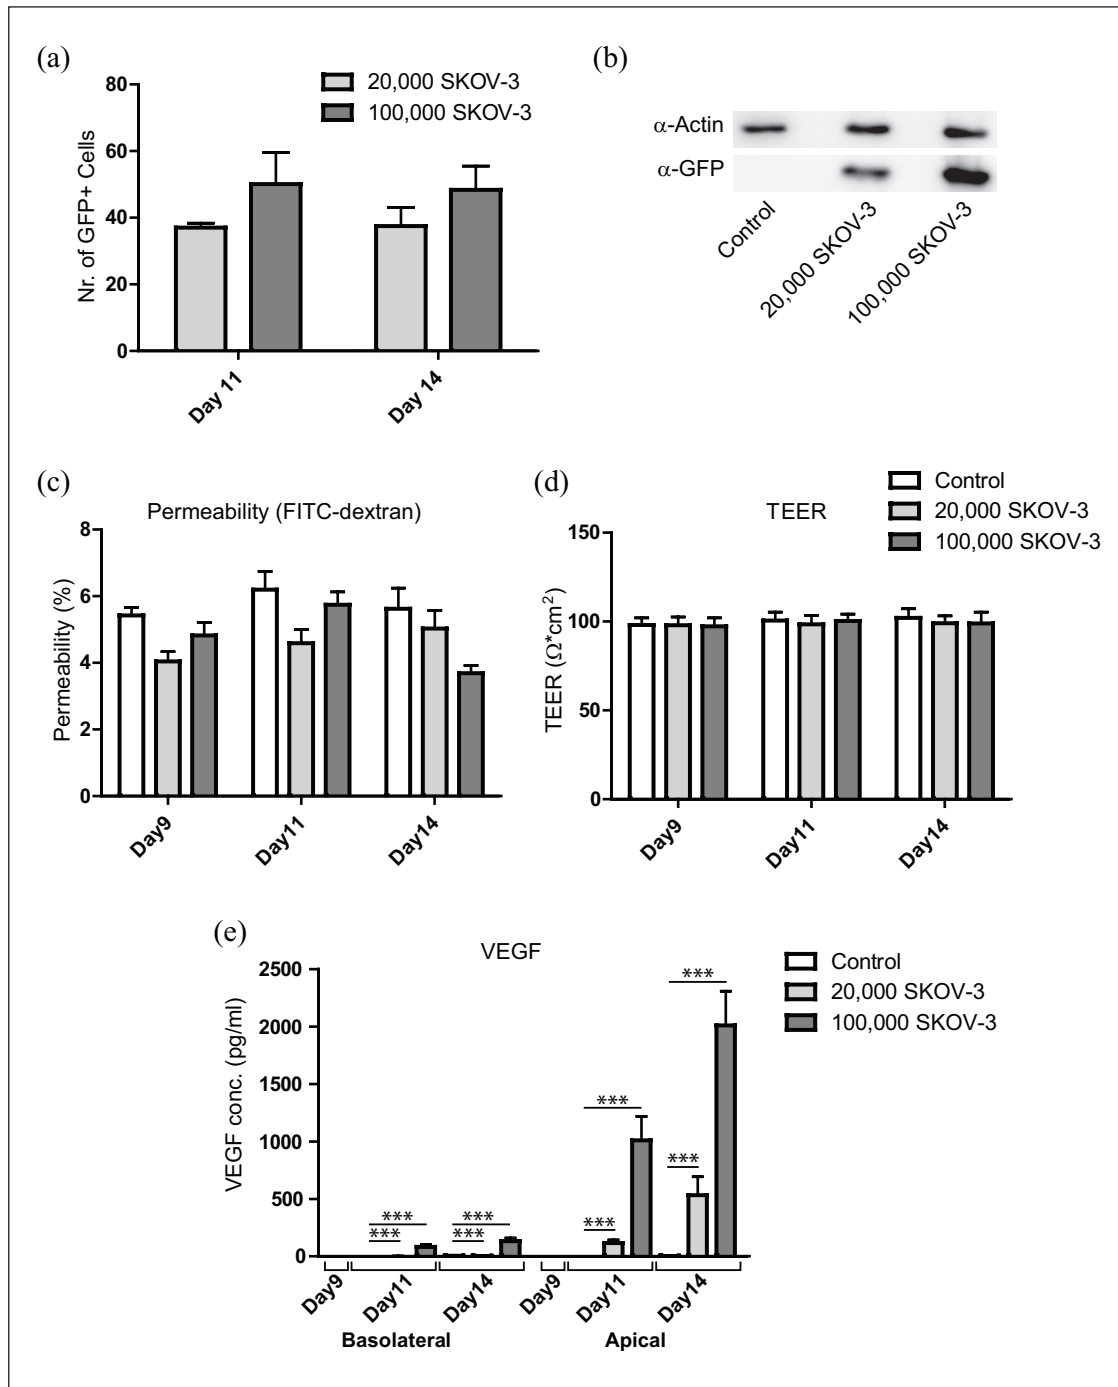 (a)
20,000 SKOV-3
100,000 SKOV-3
Nr. of GFP+ Cells
80
60
40
20
0
Day 11
Day 14
(b)
α-Actin
α-GFP
Control
20,000 SKOV-3
100,000 SKOV-3
(c)
Permeability (FITC-dextran)
Permeability (%)
8
6
4
2
0
Day9
Day11
Day14
(d)
TEER
Control
20,000 SKOV-3
100,000 SKOV-3
TEER (Ω*cm²)
150
100
50
0
Day9
Day11
Day14
(e)
VEGF
Control
20,000 SKOV-3
100,000 SKOV-3
VEGF conc. (pg/ml)
2500
2000
1500
1000
500
0
***
***
***
***
***
***
***
***
Day9
Day11
Day14
Day9
Day11
Day14
Basolateral
Apical